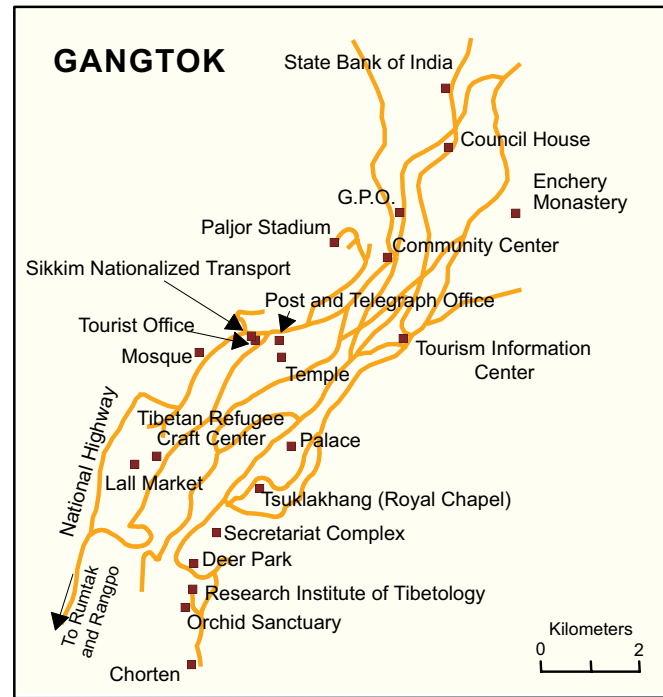 GANGTOK
State Bank of India
Council House
Enchery
Monastery
G.P.O.
Paljor Stadium
Community Center
Sikkim Nationalized Transport
Post and Telegraph Office
Tourist Office
Mosque
Temple
Tourism Information
Center
Tibetan Refugee
Craft Center
Palace
National Highway
Lall Market
Tsuklakhang (Royal Chapel)
Secretariat Complex
Deer Park
To Rumtak
and Rangpo
Research Institute of Tibetology
Orchid Sanctuary
Chorten
Kilometers
0 2